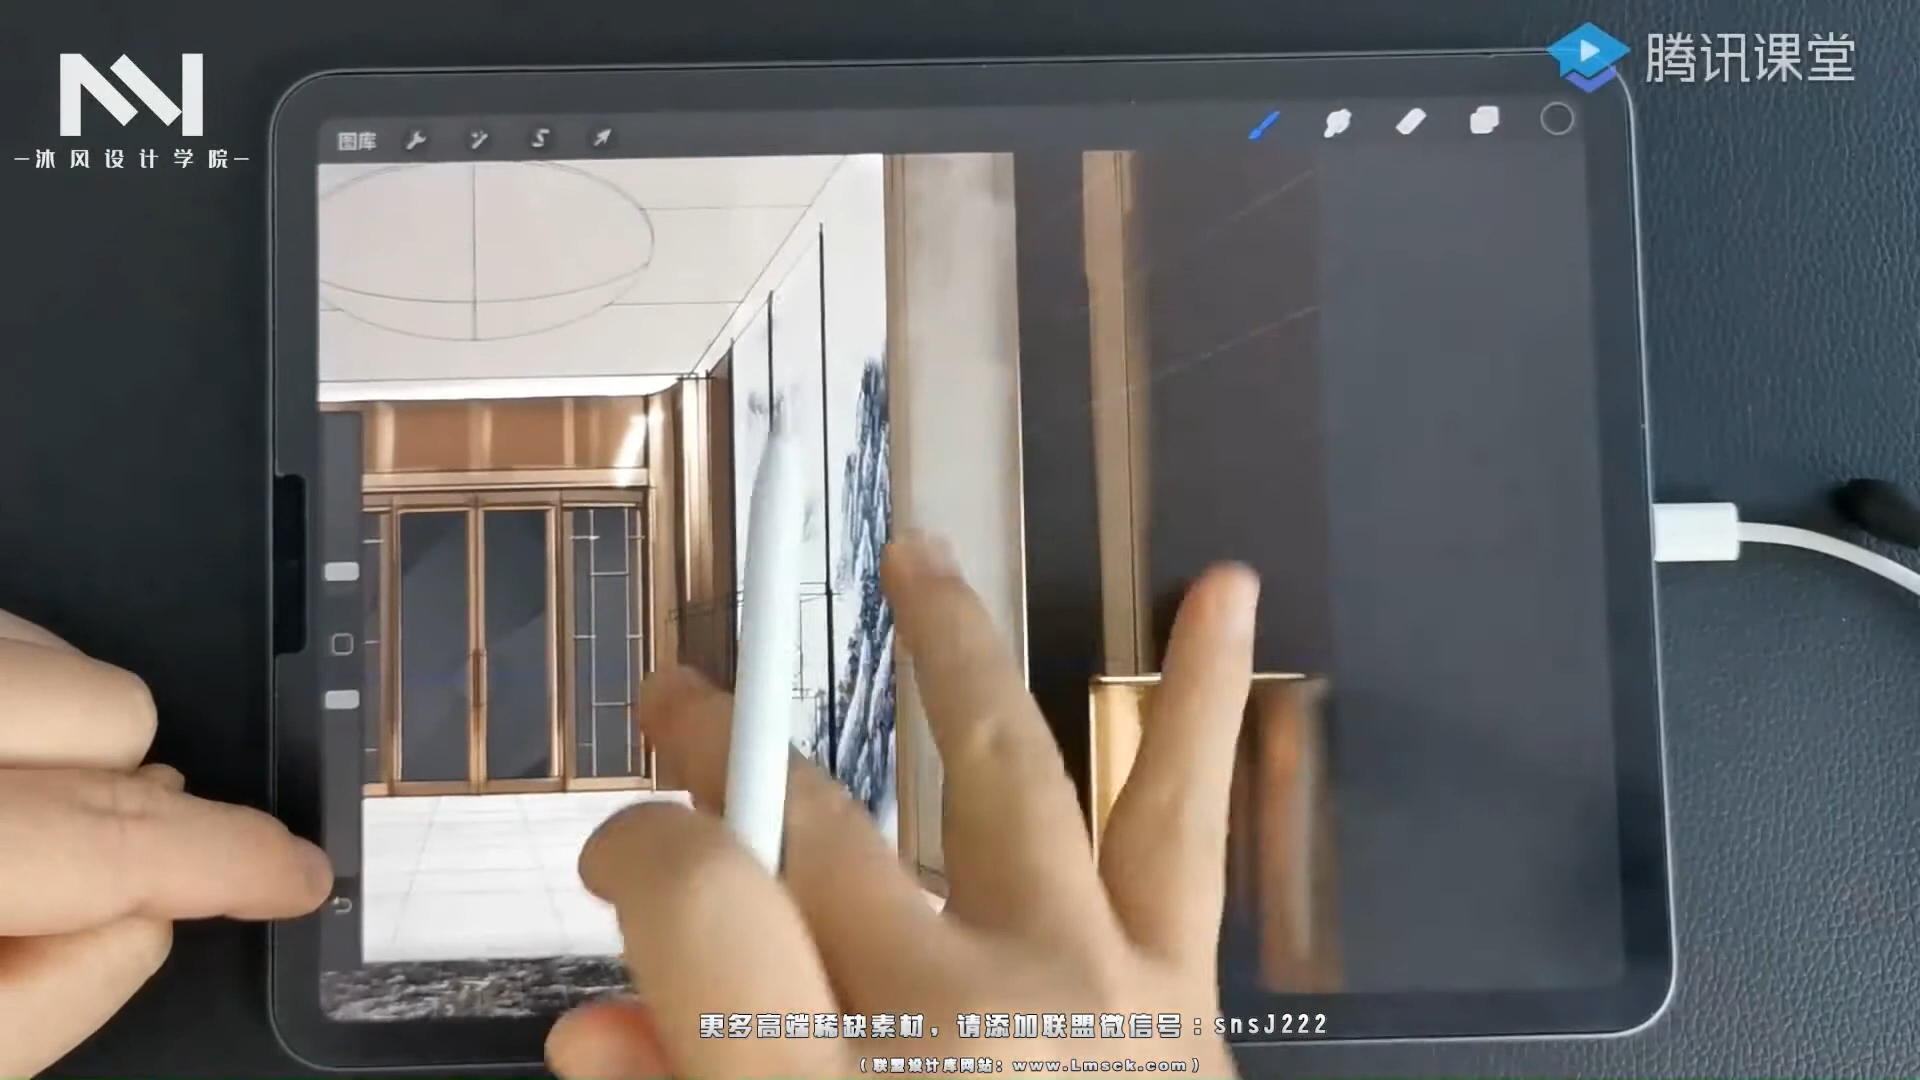 腾讯课堂
沐风设计学院
图库
更多高端稀缺素材，请添加联盟微信号：snsJ222
（联盟设计库网站：www.Lmsck.com）